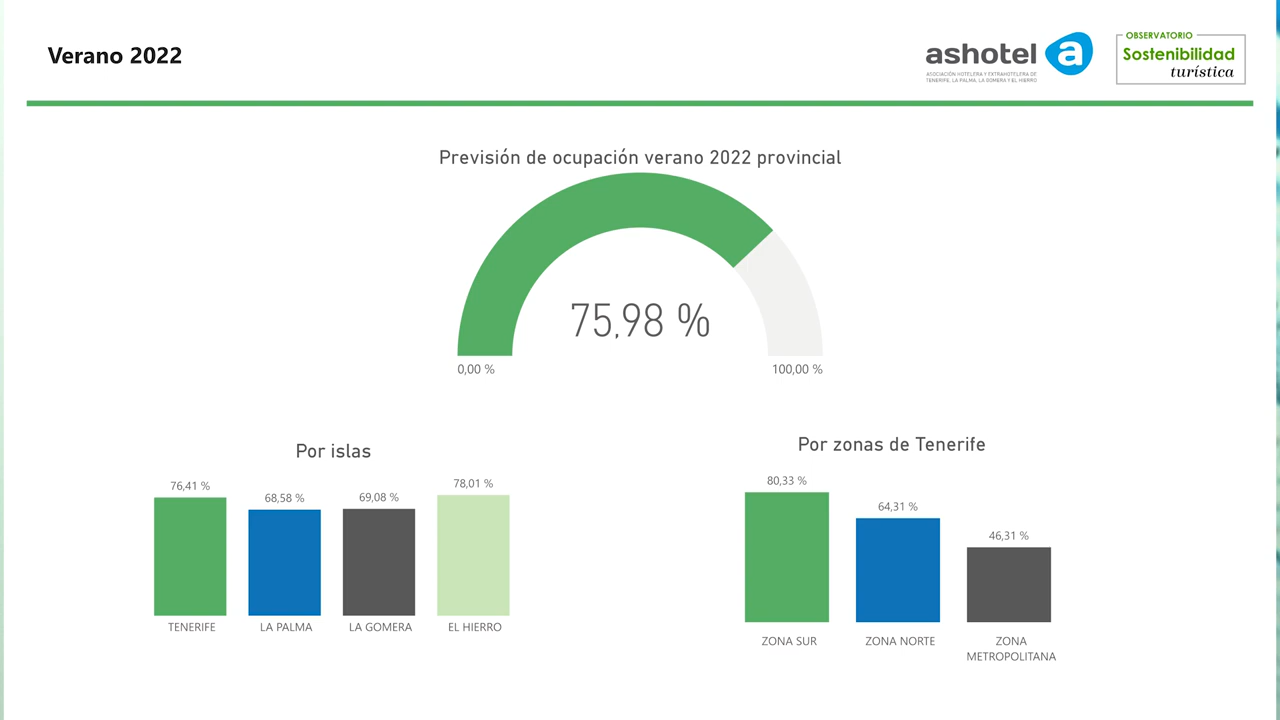 Verano 2022
ashotel
a
ASOCIACIÓN HOTELERA Y EXTRAHOTELERA DE
TENERIFE, LA PALMA, LA GOMERA Y EL HIERRO
OBSERVATORIO
Sostenibilidad
turística
Previsión de ocupación verano 2022 provincial
75,98 %
0,00 %
100,00 %
Por islas
76,41 %
68,58 %
69,08 %
78,01 %
TENERIFE
LA PALMA
LA GOMERA
EL HIERRO
Por zonas de Tenerife
80,33 %
64,31 %
46,31 %
ZONA SUR
ZONA NORTE
ZONA
METROPOLITANA